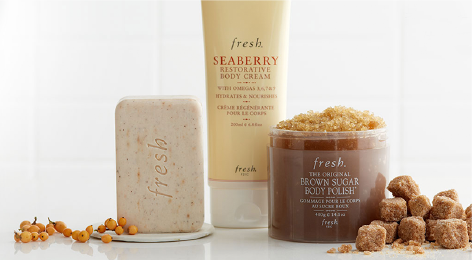 fresh
fresh.
SEABERRY
RESTORATIVE
BODY CREAM
WITH OMEGAS 3,6,7&9
HYDRATES & NOURISHES
CRÈME RÉGÉNÉRANTE
POUR LE CORPS
fresh.
fresh.
THE ORIGINAL
BROWN SUGAR
BODY POLISH
GOMMAGE POUR LE CORPS
AU SUCRE ROUX
fresh